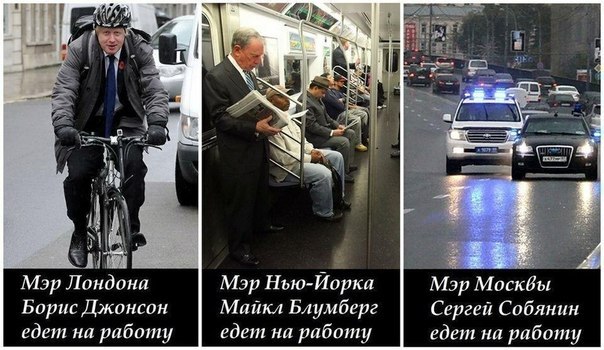 Мэр Лондона
Борис Джонсон
едет на работу
Мэр Нью-Йорка
Майкл Блумберг
едет на работу
Мэр Москвы
Сергей Собянин
едет на работу